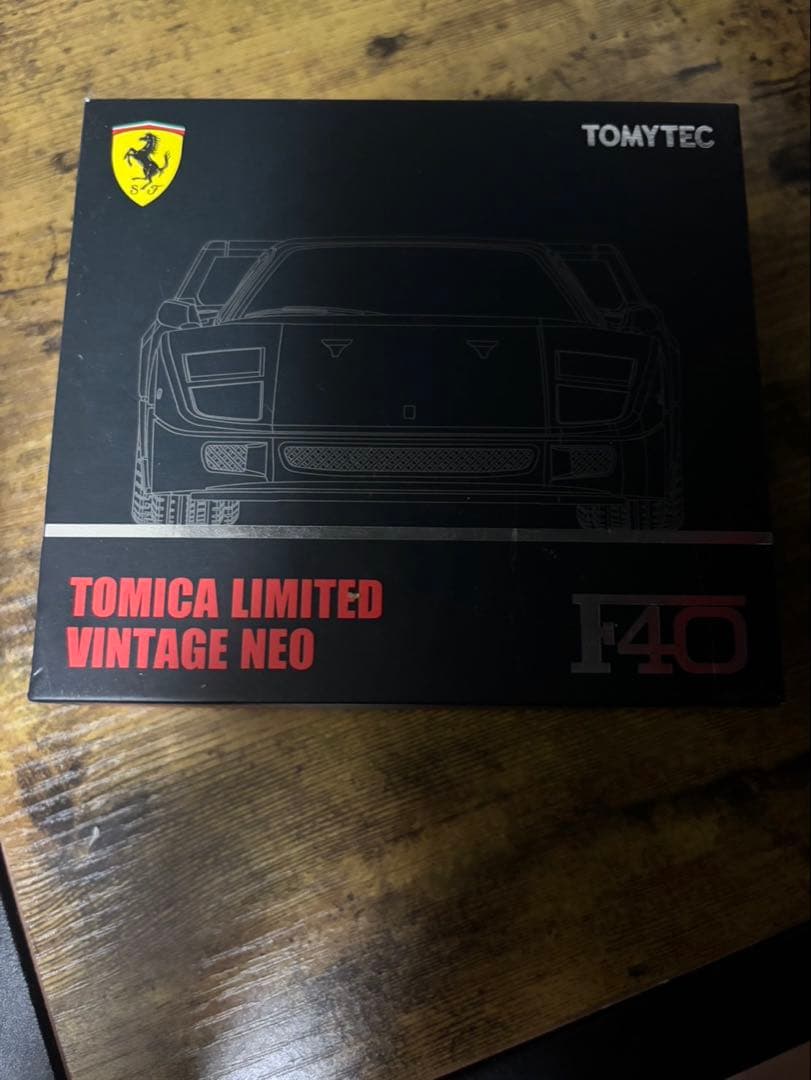 S F
TOMYTEC
TOMICA LIMITED
VINTAGE NEO
F40